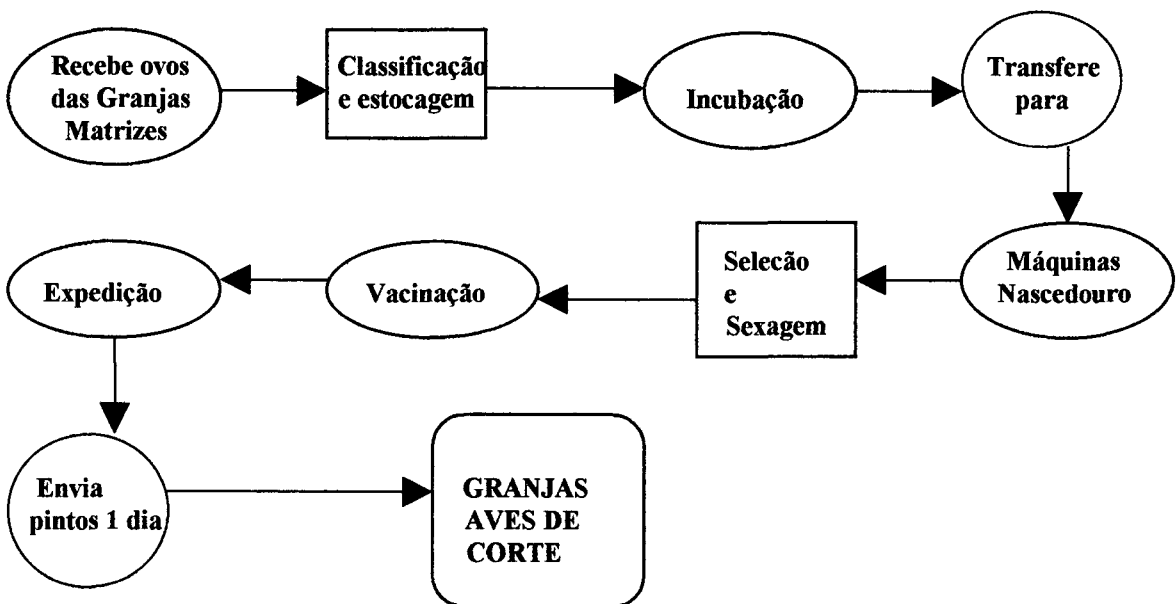 Recebe ovos
das Granjas
Matrizes
Classificação
e estocagem
Incubação
Transfere
para
Máquinas
Nascedouro
Selecão
e
Sexagem
Vacinação
Expedição
Envia
pintos 1 dia
GRANJAS
AVES DE
CORTE